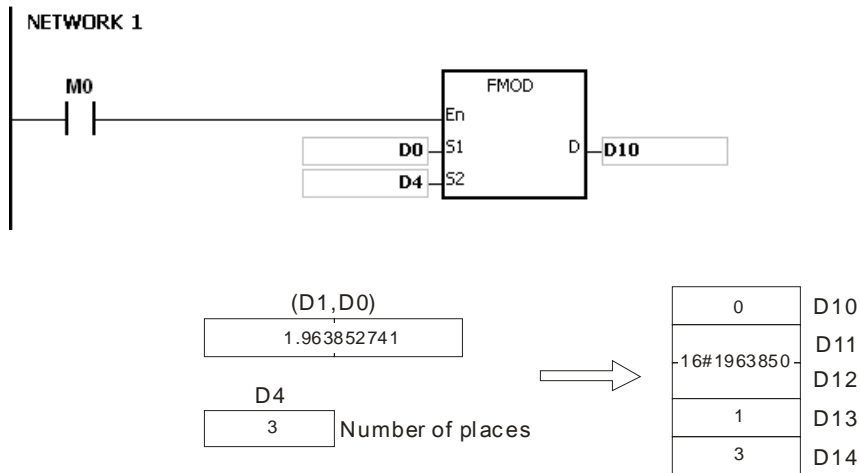 NETWORK 1
M0
FMOD
En
D0 S1 D D10
D4 S2
(D1,D0)
1.963852741
D4
3 Number of places
0 D10
16#1963850 D11
D12
1 D13
3 D14